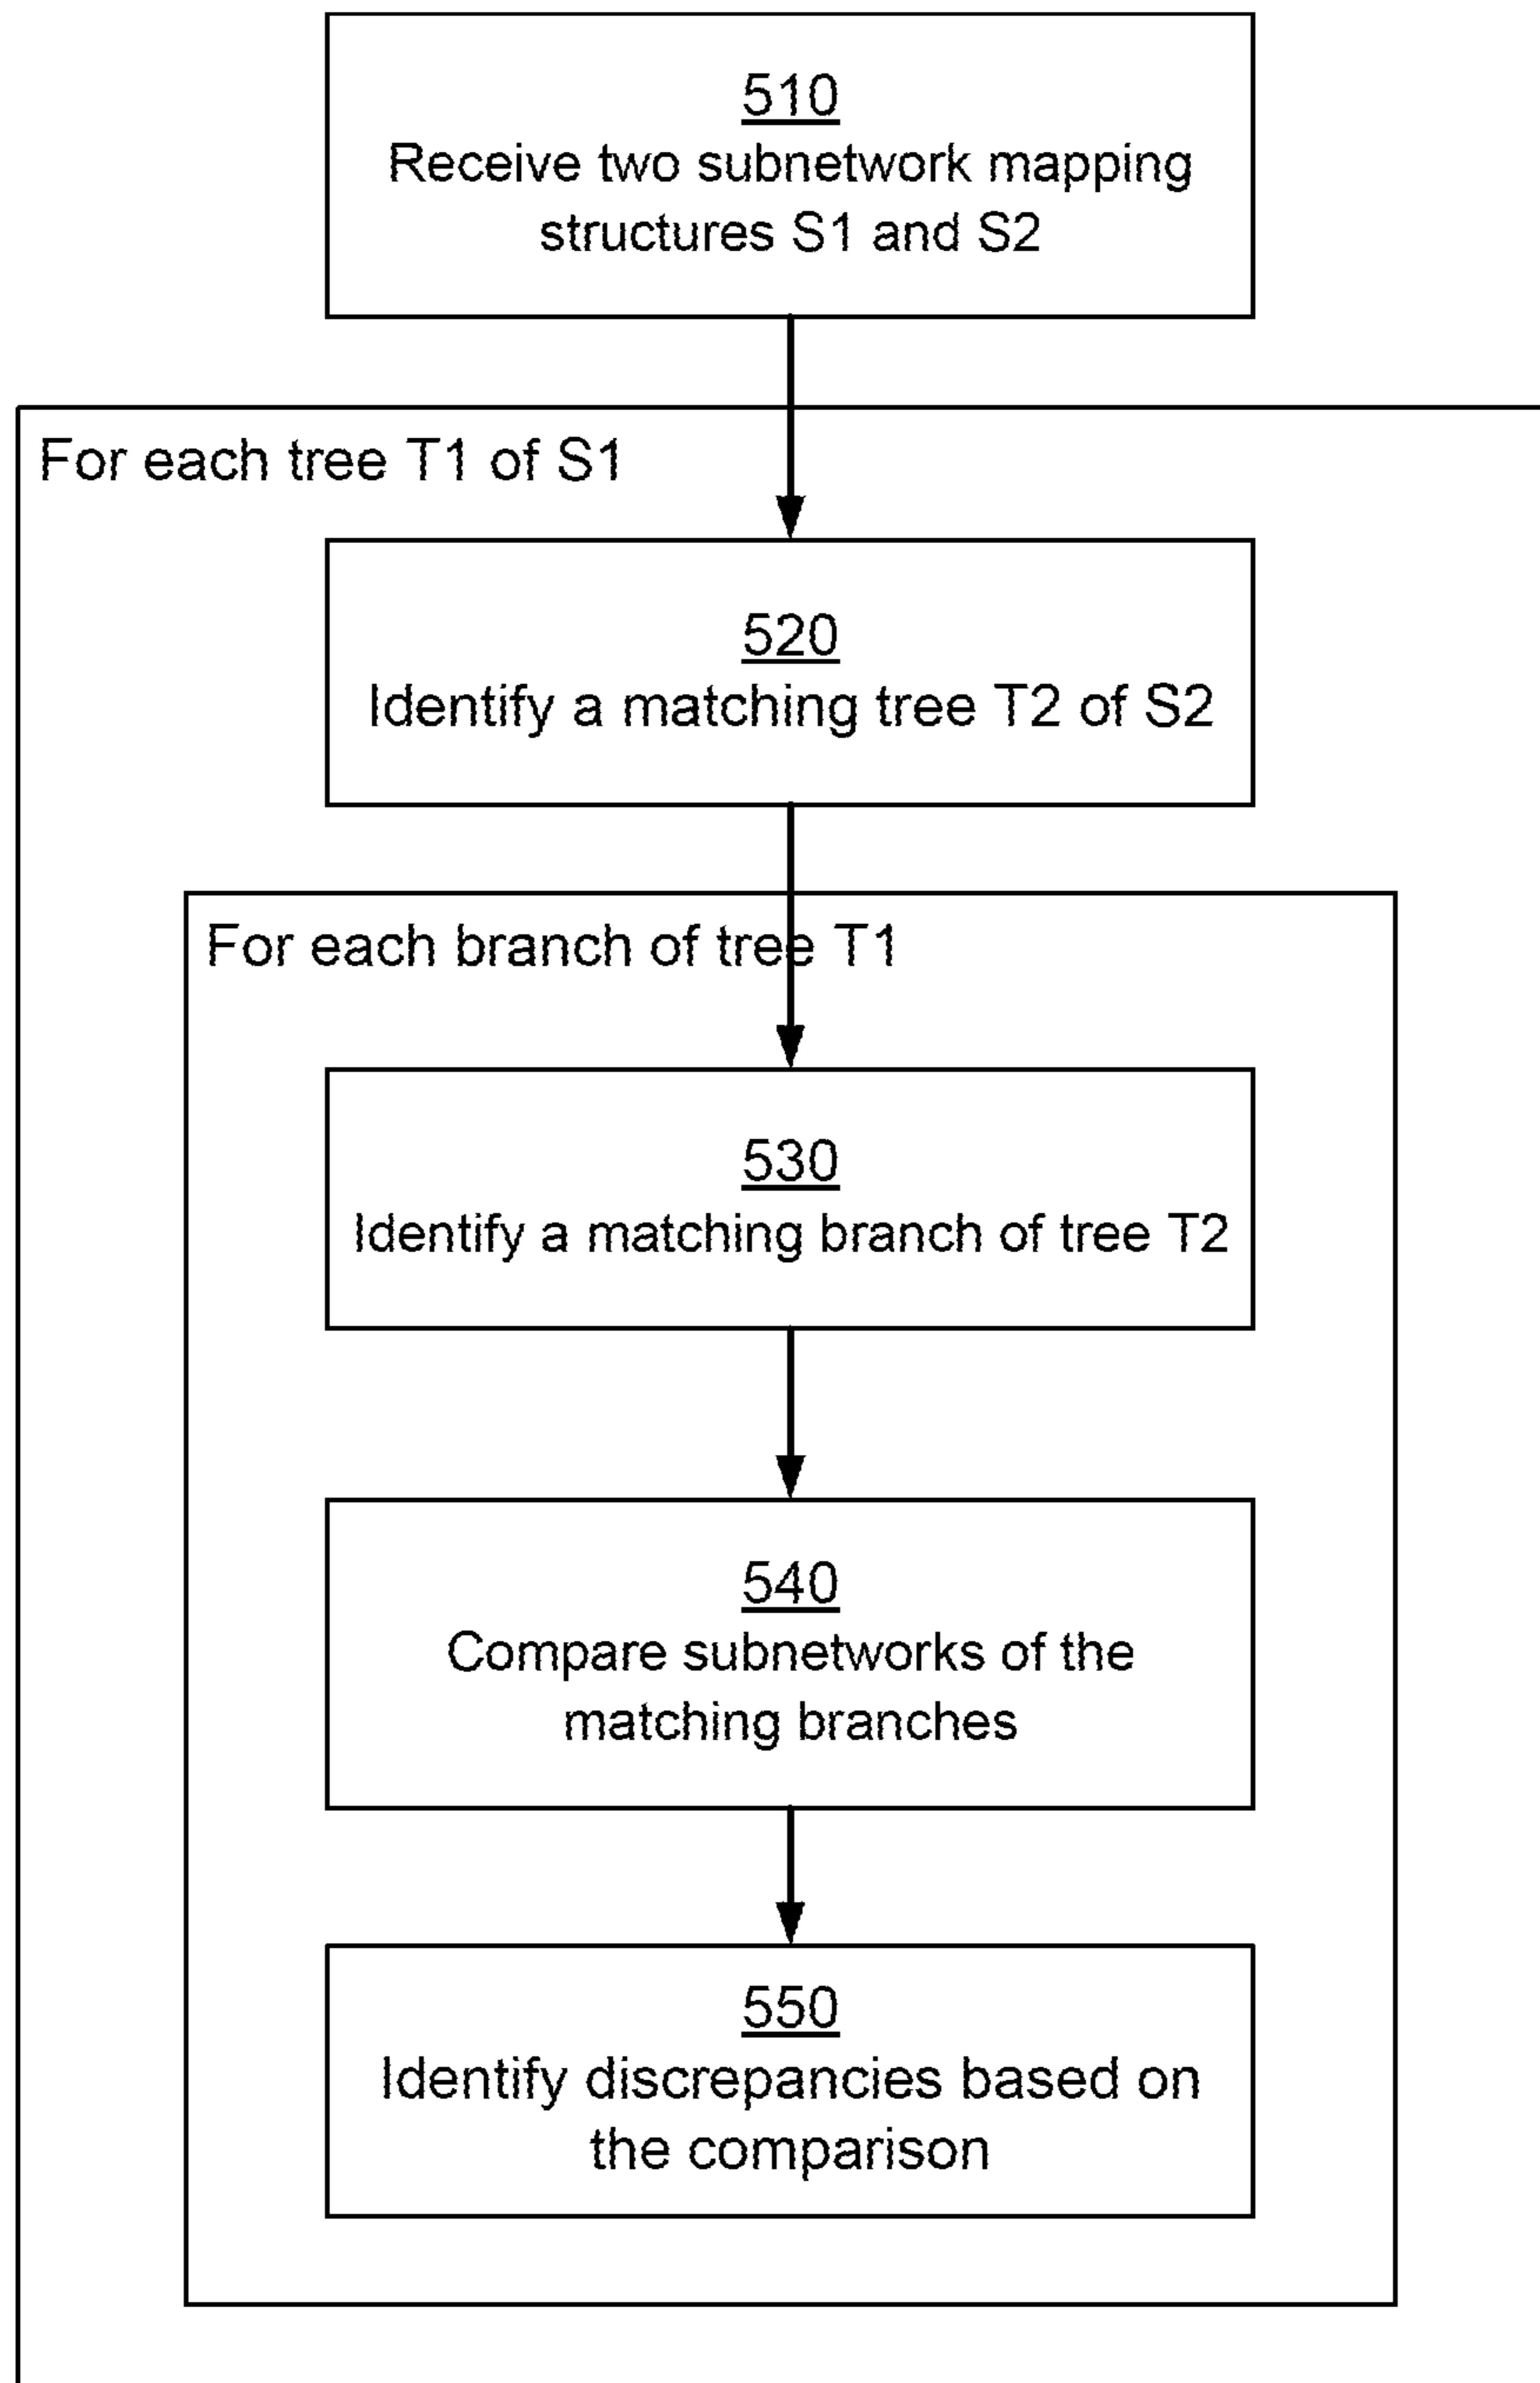 510
Receive two subnetwork mapping
structures S1 and S2
For each tree T1 of S1
520
Identify a matching tree T2 of S2
For each branch of tree T1
530
Identify a matching branch of tree T2
540
Compare subnetworks of the
matching branches
550
Identify discrepancies based on
the comparison